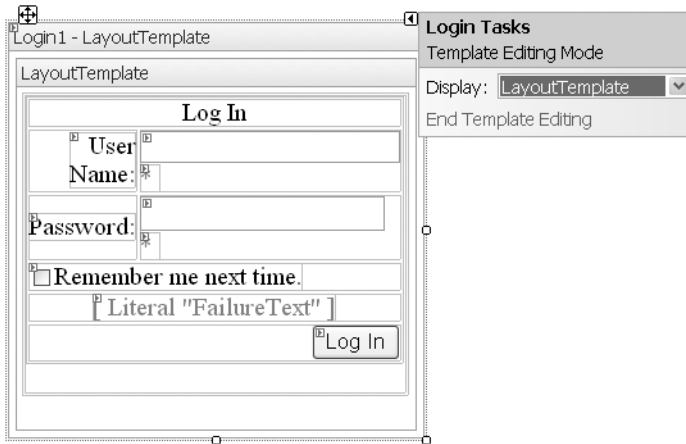 Login1 - LayoutTemplate
LayoutTemplate
Log In
User
Name:
*
Password:
*
Remember me next time.
[ Literal "FailureText" ]
Log In
Login Tasks
Template Editing Mode
Display: LayoutTemplate
End Template Editing